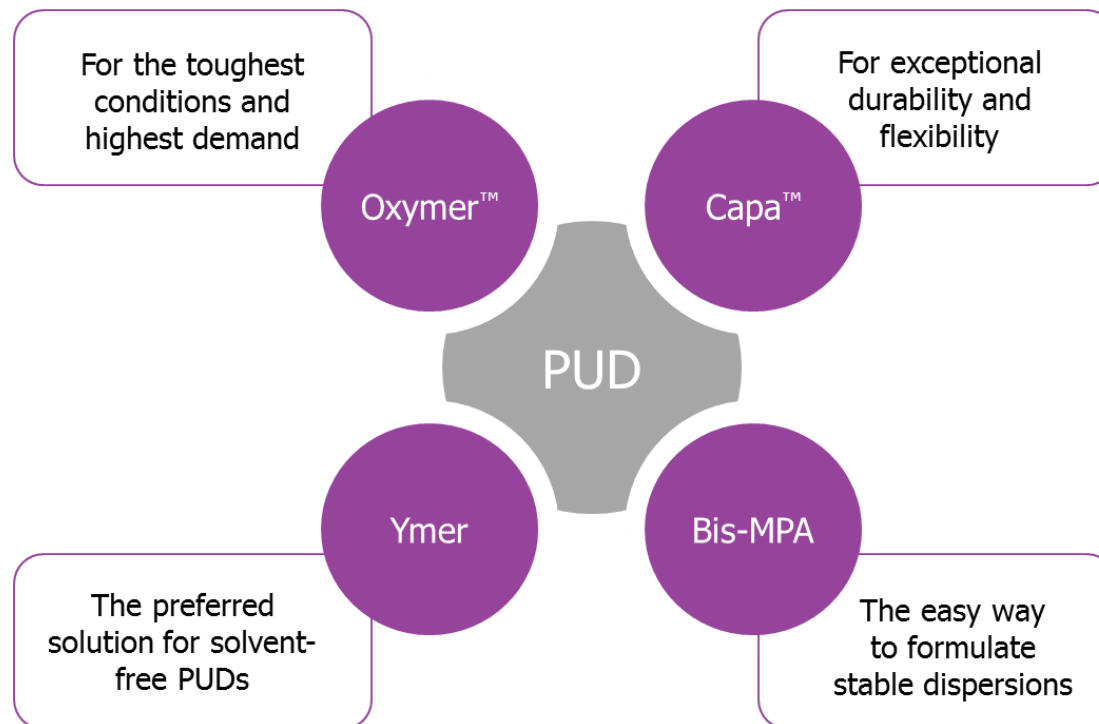 For the toughest
conditions and
highest demand
Oxymer™
For exceptional
durability and
flexibility
Capa™
PUD
Ymer
The preferred
solution for solvent-
free PUDs
Bis-MPA
The easy way
to formulate
stable dispersions